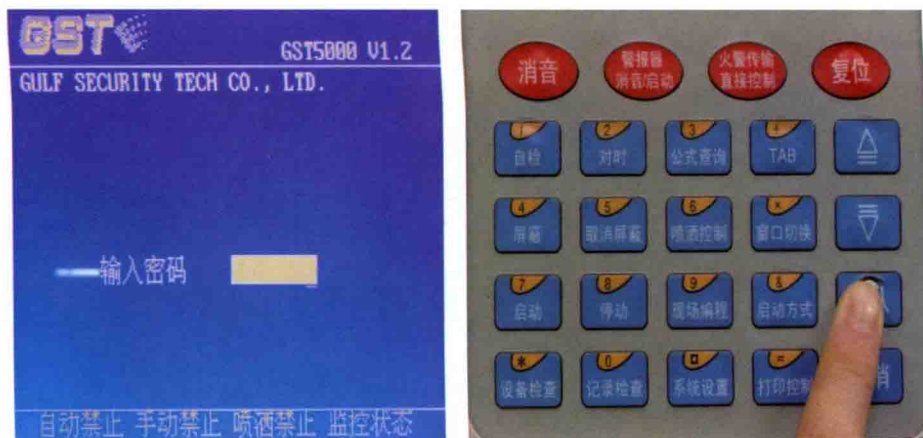 GST
GST5000 V1.2
GULF SECURITY TECH CO., LTD.
输入密码
自动禁止 手动禁止 喷洒禁止 监控状态
消音
警报器
消音/启动
火警传输
直接控制
复位
1
自检
2
对时
3
公式查询
+
TAB
4
屏蔽
5
取消屏蔽
6
喷洒控制
×
窗口切换
7
启动
8
停动
9
现场编程
&
启动方式
*
设备检查
0
记录检查
系统设置
=
打印控制
消